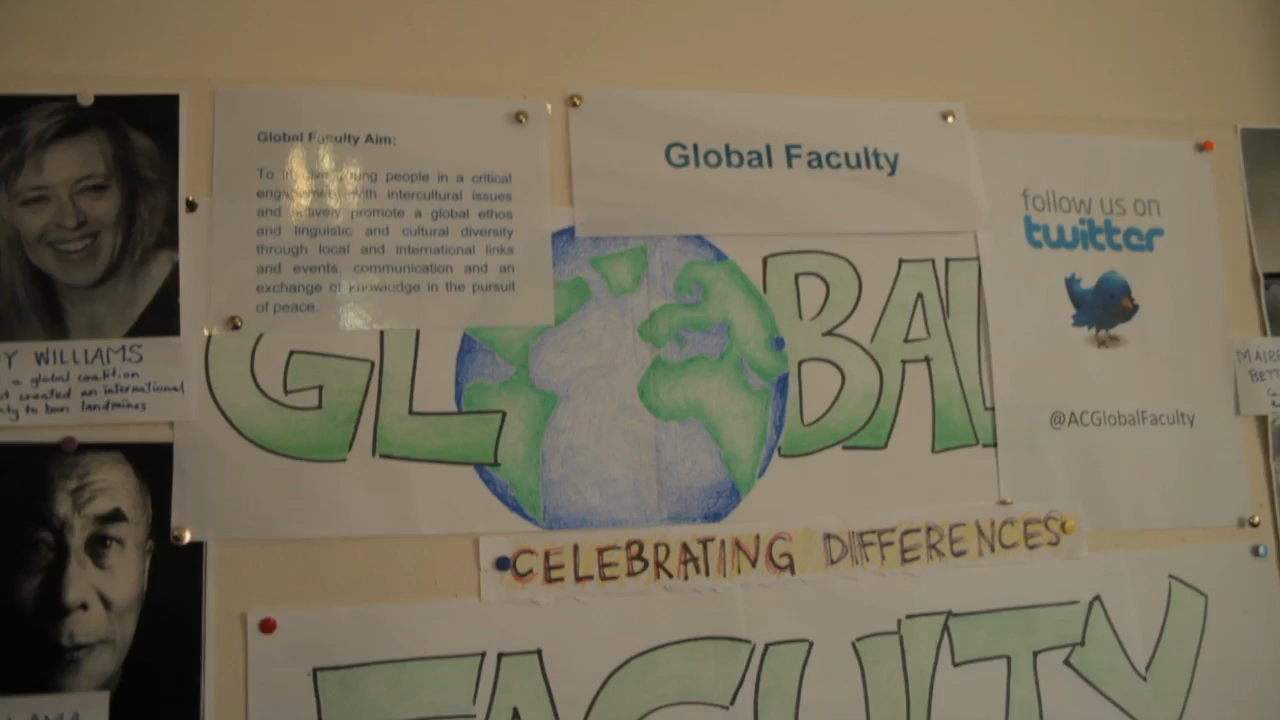 Global Faculty Aim:
To involve young people in a critical
engagement with intercultural issues
and actively promote a global ethos
and linguistic and cultural diversity
through local and international links
and events, communication and an
exchange of knowledge in the pursuit
of peace.
Global Faculty
follow us on
twitter
@ACGlobalFaculty
GLOBAL
CELEBRATING DIFFERENCES
FACULTY
Y WILLIAMS
a global coalition
created an international
to ban landmines
LAMA
MÁIREA
BETT